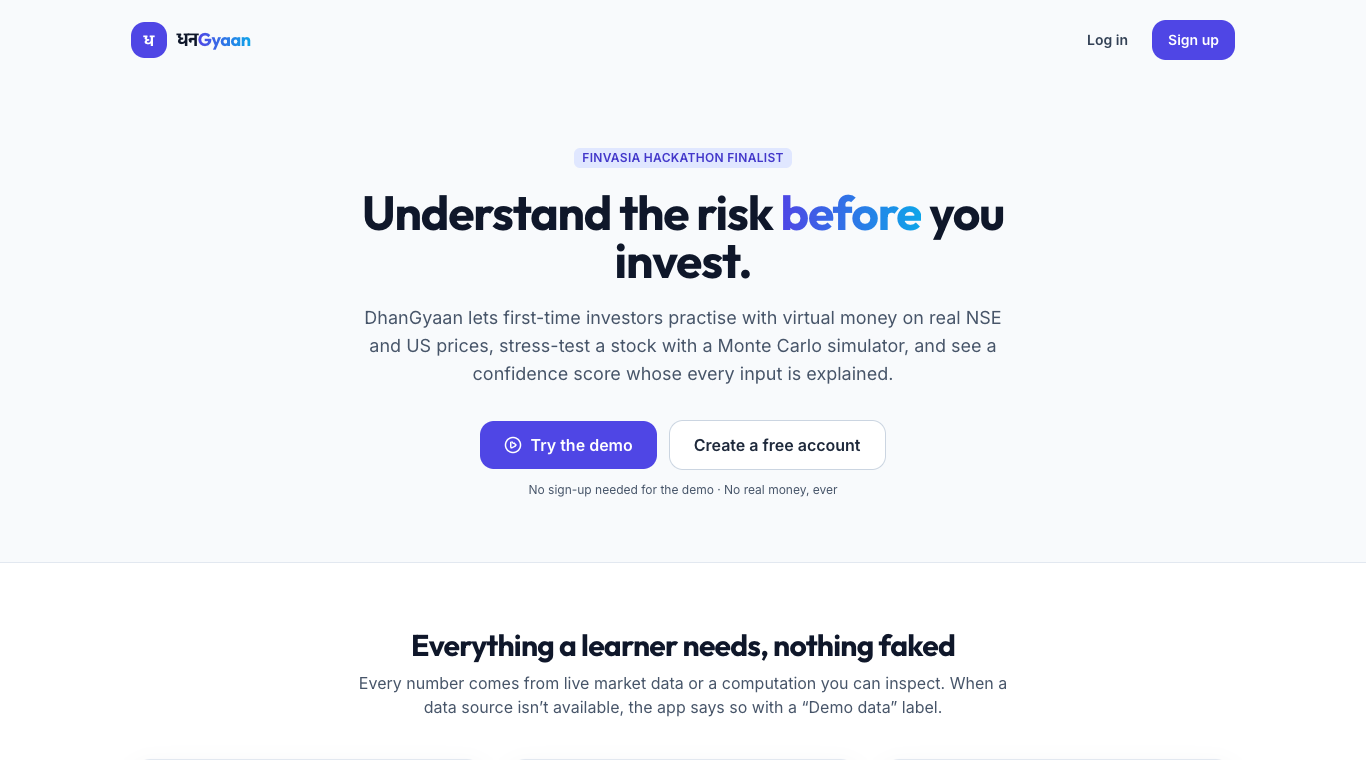 ध धनGyaan
Log in
Sign up
FINVASIA HACKATHON FINALIST
Understand the risk before you
invest.
DhanGyaan lets first-time investors practise with virtual money on real NSE
and US prices, stress-test a stock with a Monte Carlo simulator, and see a
confidence score whose every input is explained.
Try the demo
Create a free account
No sign-up needed for the demo · No real money, ever
Everything a learner needs, nothing faked
Every number comes from live market data or a computation you can inspect. When a
data source isn’t available, the app says so with a “Demo data” label.